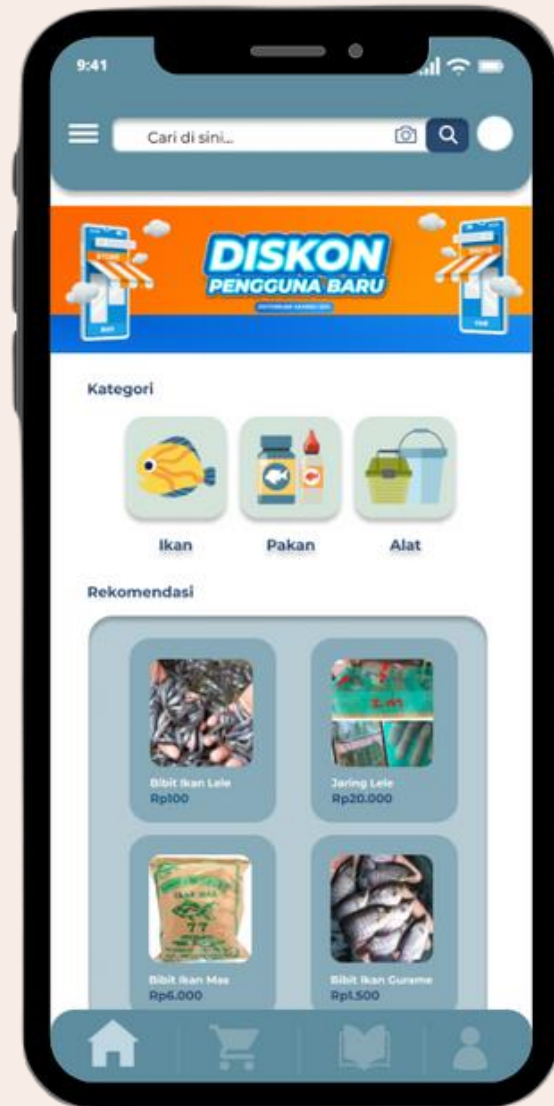 9:41
Cari di sini...
DISKON
PENGGUNA BARU
Kategori
Ikan
Pakan
Alat
Rekomendasi
Bibit Ikan Lele
Rp100
Jaring Lele
Rp20.000
77
Bibit Ikan Mas
Rp6.000
Bibit Ikan Gurame
Rp1.500